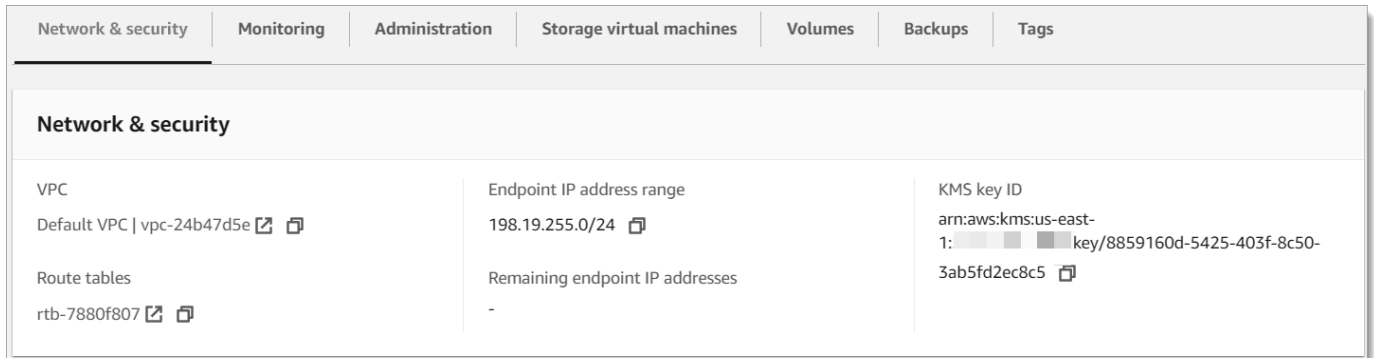 Network & security
Monitoring
Administration
Storage virtual machines
Volumes
Backups
Tags
Network & security
VPC
Default VPC | vpc-24b47d5e
Route tables
rtb-7880f807
Endpoint IP address range
198.19.255.0/24
Remaining endpoint IP addresses
-
KMS key ID
arn:aws:kms:us-east-
1: key/8859160d-5425-403f-8c50-
3ab5fd2ec8c5